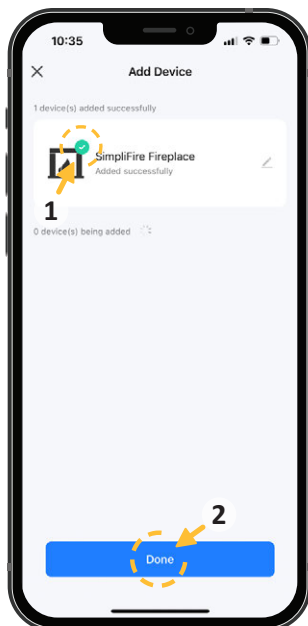 10:35
Add Device
1 device(s) added successfully
SimpliFire Fireplace
Added successfully
1
0 device(s) being added
2
Done